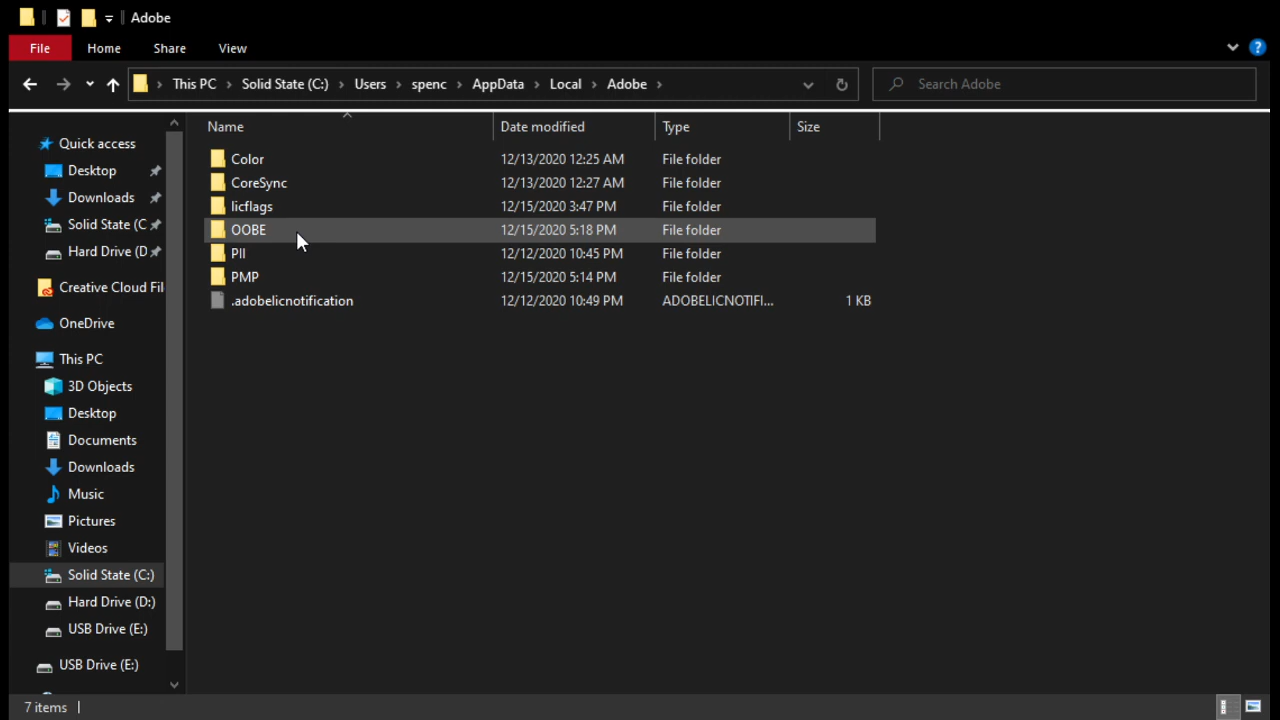 Adobe
File Home Share View
This PC Solid State (C:) Users spenc AppData Local Adobe Search Adobe
Name Date modified Type Size
Quick access
Desktop
Downloads
Solid State (C
Hard Drive (D
Creative Cloud Fil
OneDrive
This PC
3D Objects
Desktop
Documents
Downloads
Music
Pictures
Videos
Solid State (C:)
Hard Drive (D:)
USB Drive (E:)
USB Drive (E:)
Color 12/13/2020 12:25 AM File folder
CoreSync 12/13/2020 12:27 AM File folder
licflags 12/15/2020 3:47 PM File folder
OOBE 12/15/2020 5:18 PM File folder
PII 12/12/2020 10:45 PM File folder
PMP 12/15/2020 5:14 PM File folder
.adobelicnotification 12/12/2020 10:49 PM ADOBELICNOTIFI... 1 KB
7 items